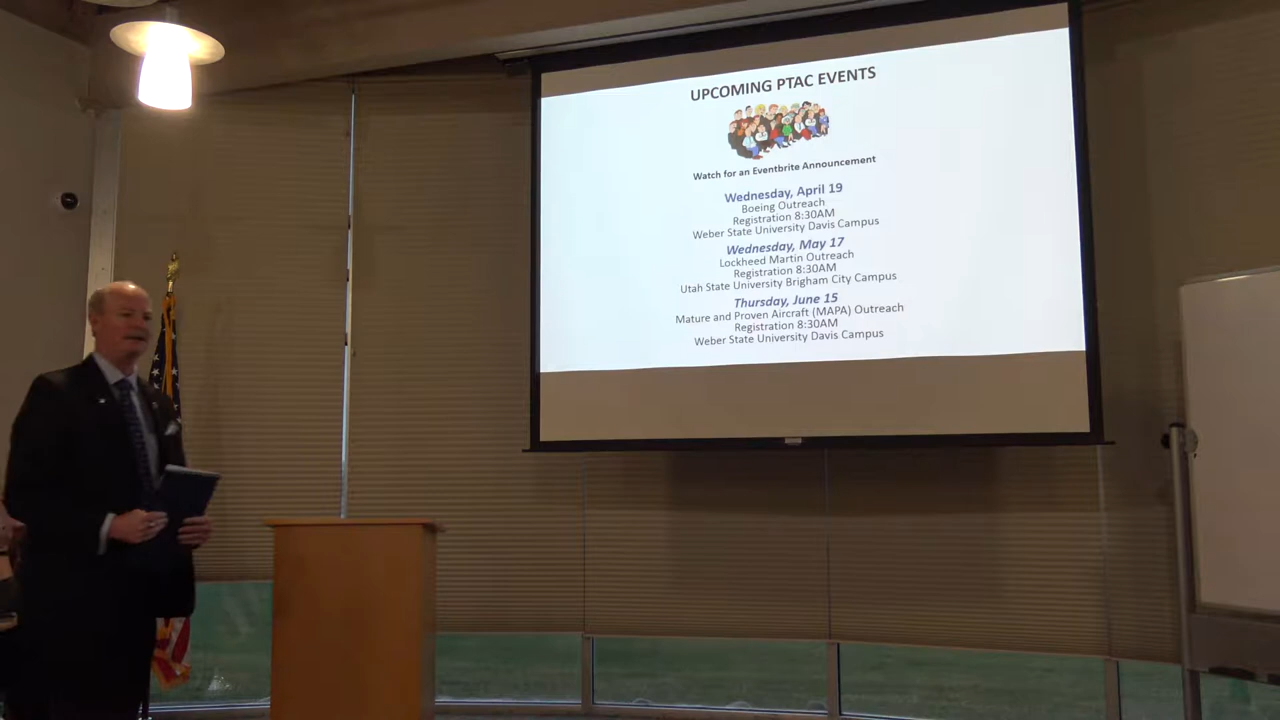 UPCOMING PTAC EVENTS
Watch for an Eventbrite Announcement
Wednesday, April 19
Boeing Outreach
Registration 8:30AM
Weber State University Davis Campus
Wednesday, May 17
Lockheed Martin Outreach
Registration 8:30AM
Utah State University Brigham City Campus
Thursday, June 15
Mature and Proven Aircraft (MAPA) Outreach
Registration 8:30AM
Weber State University Davis Campus